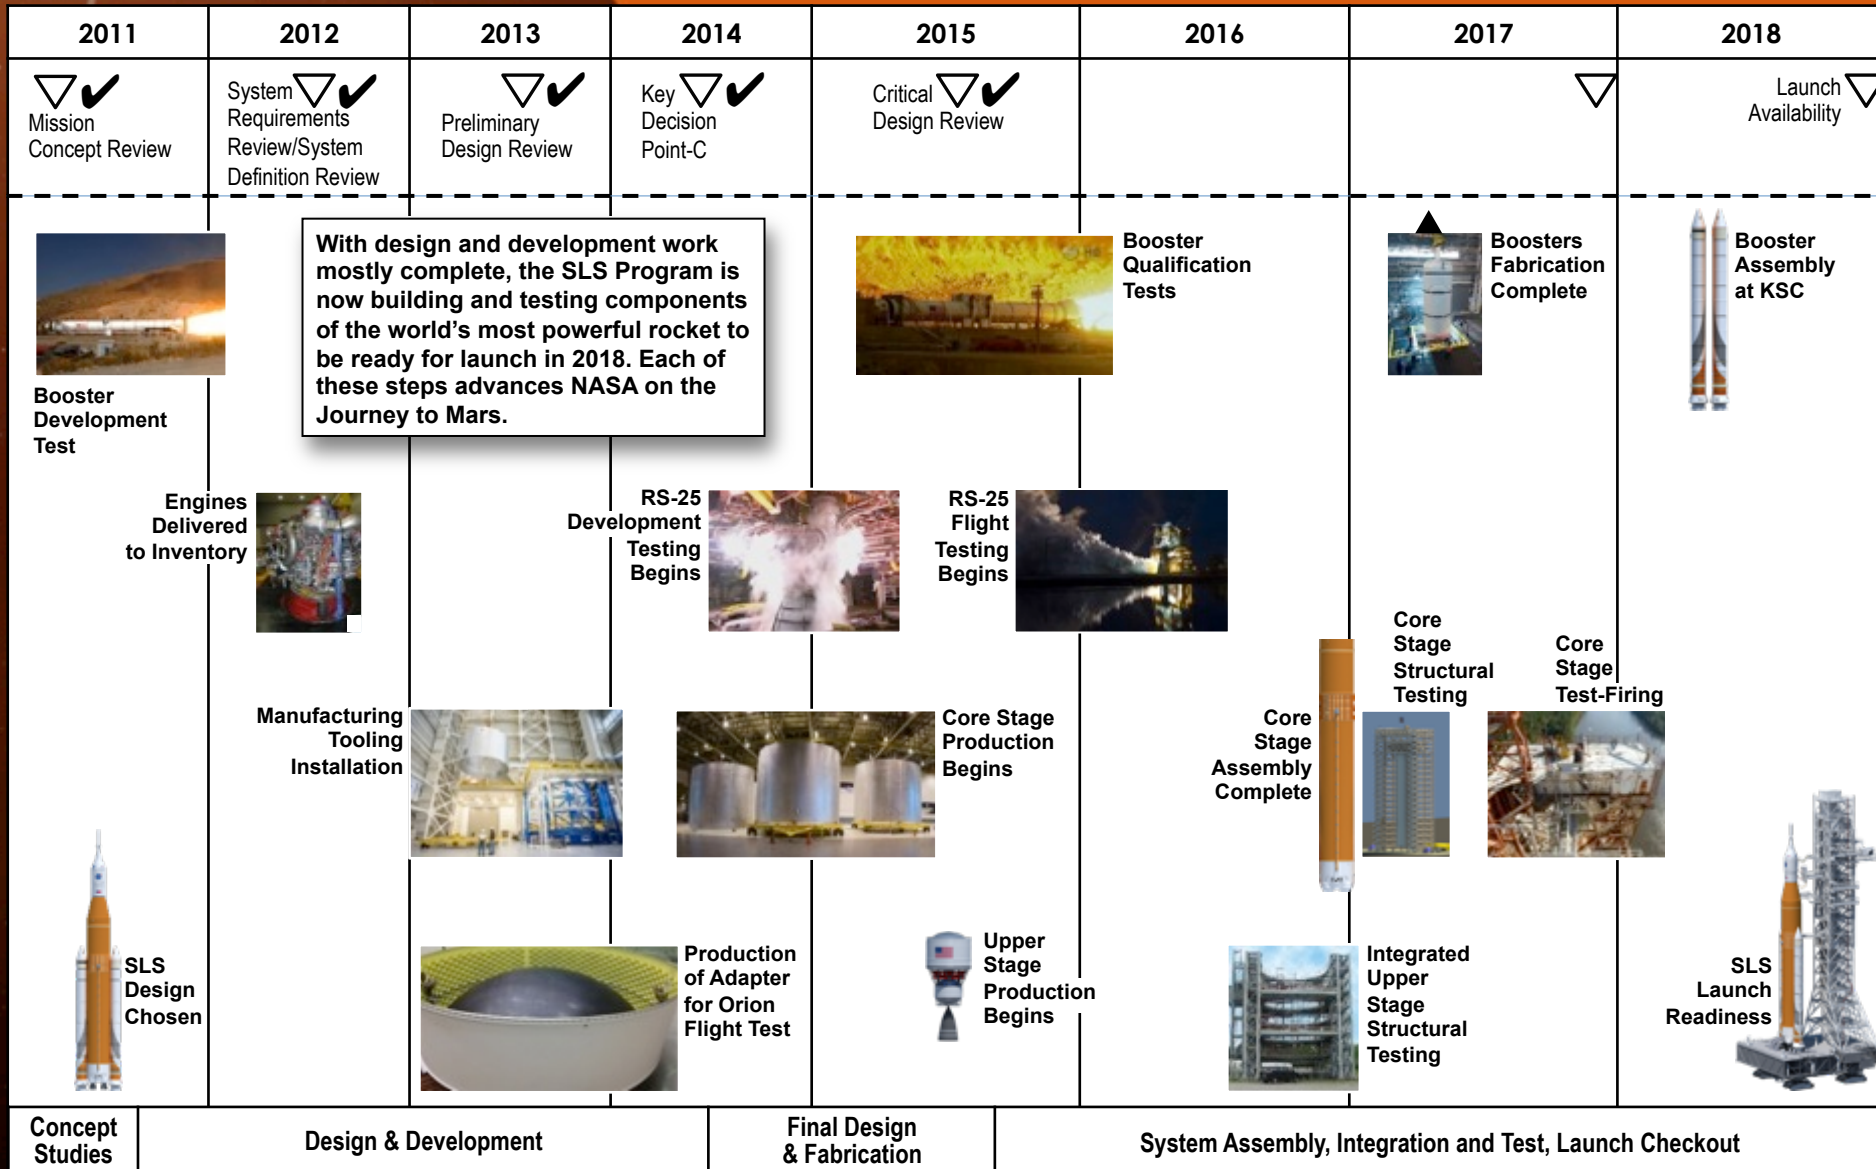 2011
2012
2013
2014
2015
2016
2017
2018
Mission
Concept Review
System
Requirements
Review/System
Definition Review
Preliminary
Design Review
Key
Decision
Point-C
Critical
Design Review
Launch
Availability
With design and development work
mostly complete, the SLS Program is
now building and testing components
of the world's most powerful rocket to
be ready for launch in 2018. Each of
these steps advances NASA on the
Journey to Mars.
Booster
Development
Test
Booster
Qualification
Tests
Boosters
Fabrication
Complete
Booster
Assembly
at KSC
Engines
Delivered
to Inventory
RS-25
Development
Testing
Begins
RS-25
Flight
Testing
Begins
Manufacturing
Tooling
Installation
Core Stage
Production
Begins
Core
Stage
Assembly
Complete
Core
Stage
Structural
Testing
Core
Stage
Test-Firing
SLS
Design
Chosen
Production
of Adapter
for Orion
Flight Test
Upper
Stage
Production
Begins
Integrated
Upper
Stage
Structural
Testing
SLS
Launch
Readiness
Concept
Studies
Design & Development
Final Design
& Fabrication
System Assembly, Integration and Test, Launch Checkout